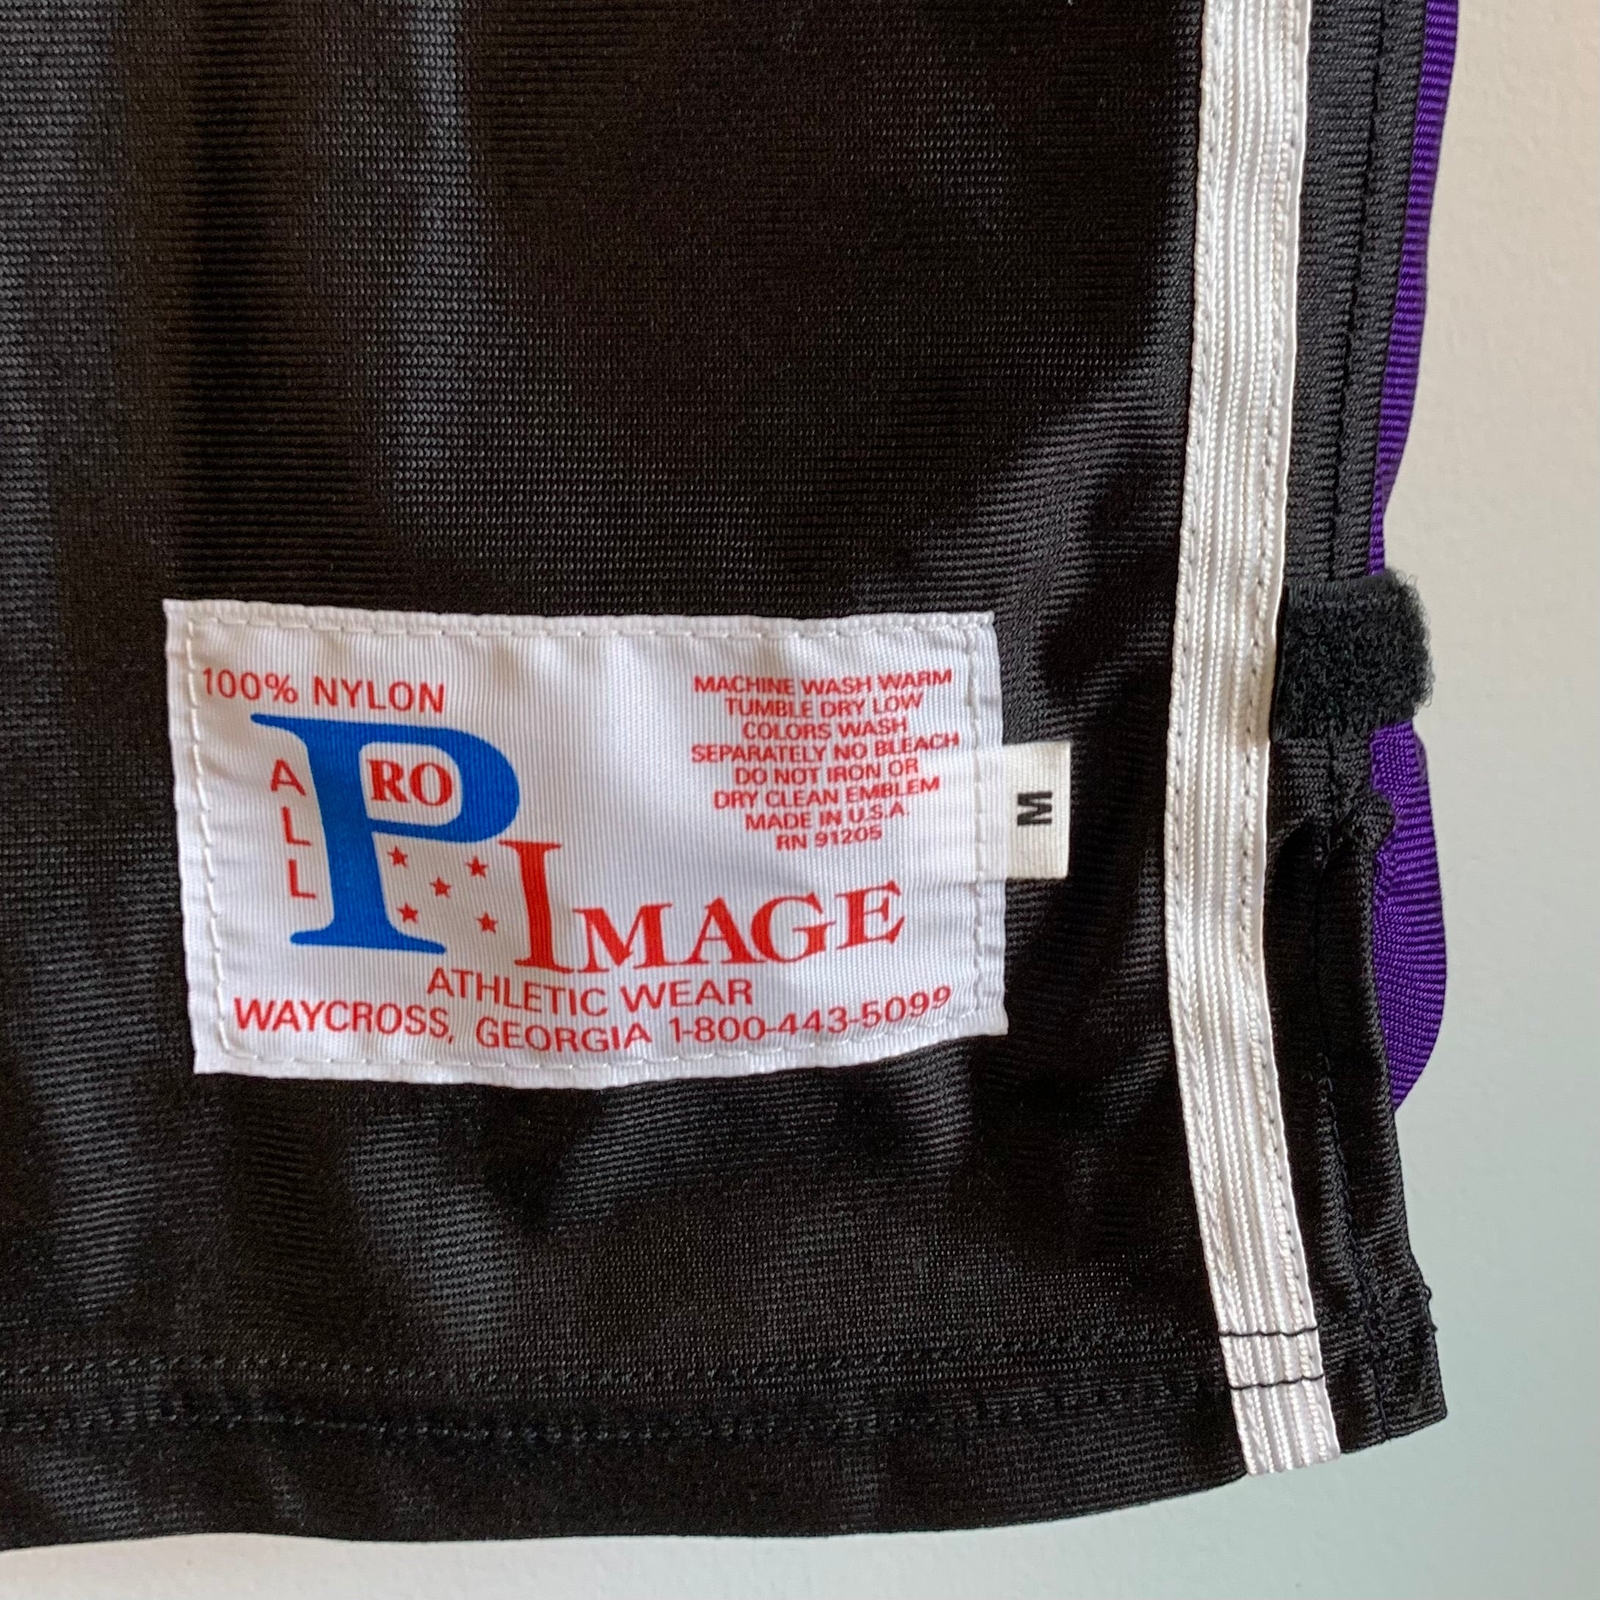 100% NYLON
ALL
PRO
IMAGE
ATHLETIC WEAR
WAYCROSS, GEORGIA 1-800-443-5099
MACHINE WASH WARM
TUMBLE DRY LOW
COLORS WASH
SEPARATELY NO BLEACH
DO NOT IRON OR
DRY CLEAN EMBLEM
MADE IN U.S.A.
RN 91205
M